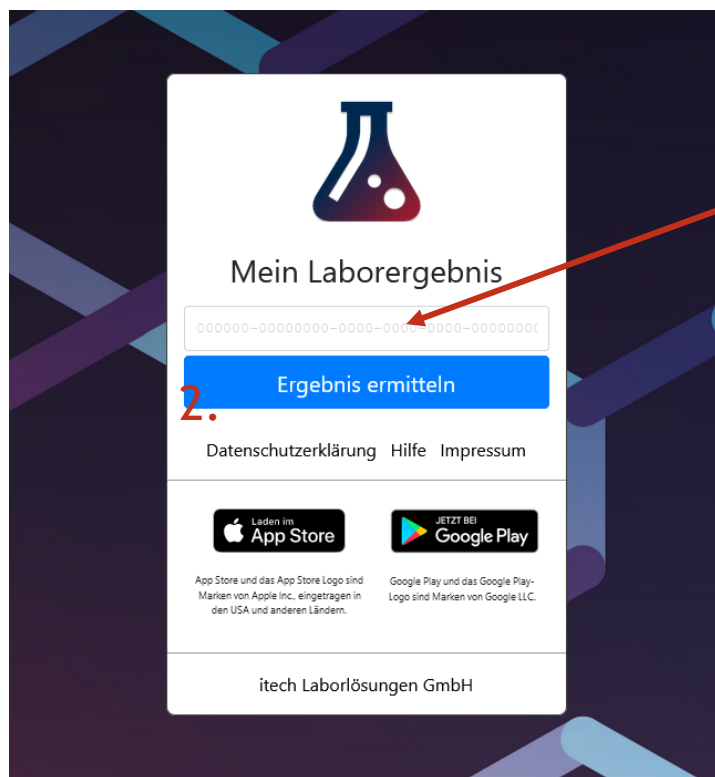 Mein Laborergebnis
000000-00000000-0000-0000-0000-00000000
Ergebnis ermitteln
2.
Datenschutzerklärung Hilfe Impressum
Laden im
App Store
JETZT BEI
Google Play
App Store und das App Store Logo sind
Marken von Apple Inc., eingetragen in
den USA und anderen Ländern.
Google Play und das Google Play-
Logo sind Marken von Google LLC.
itech Laborlösungen GmbH